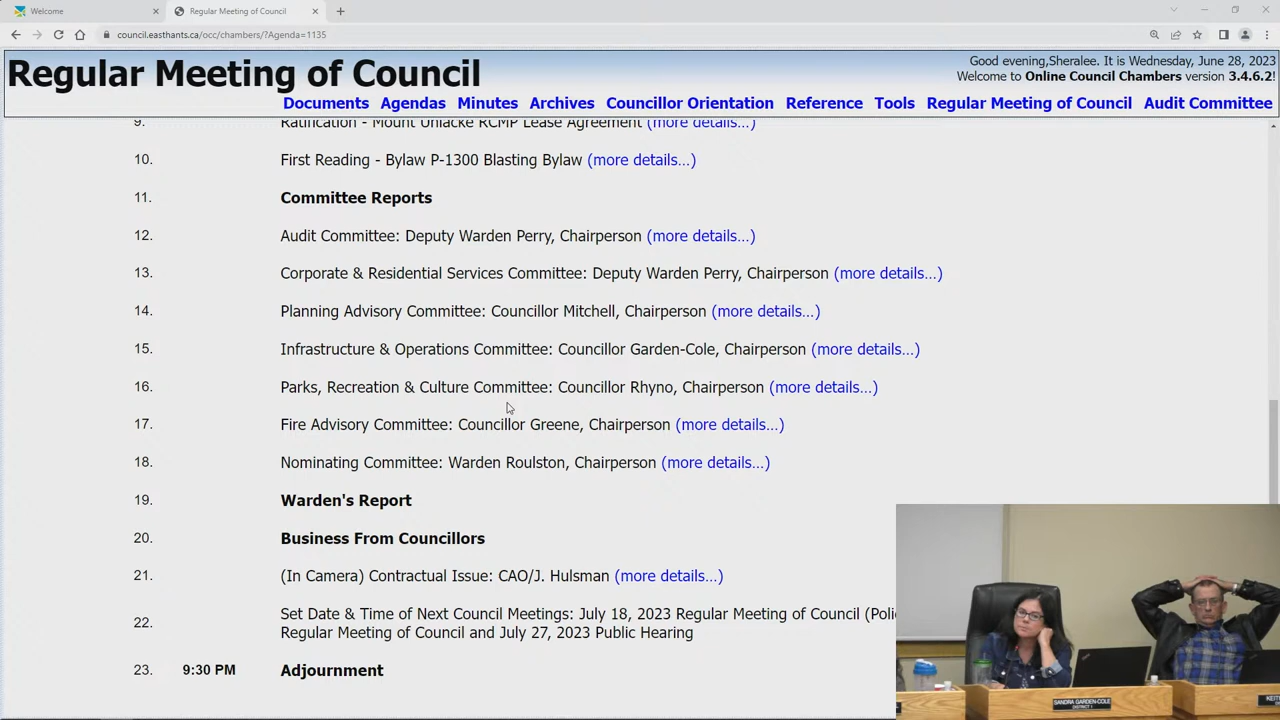 Welcome
Regular Meeting of Council
council.easthants.ca/occ/chambers/?Agenda=1135
Regular Meeting of Council
Good evening,Sheralee. It is Wednesday, June 28, 2023
Welcome to Online Council Chambers version 3.4.6.2!
Documents Agendas Minutes Archives Councillor Orientation Reference Tools Regular Meeting of Council Audit Committee
9. Ratification - Mount Uniacke RCMP Lease Agreement (more details...)
10. First Reading - Bylaw P-1300 Blasting Bylaw (more details...)
11. Committee Reports
12. Audit Committee: Deputy Warden Perry, Chairperson (more details...)
13. Corporate & Residential Services Committee: Deputy Warden Perry, Chairperson (more details...)
14. Planning Advisory Committee: Councillor Mitchell, Chairperson (more details...)
15. Infrastructure & Operations Committee: Councillor Garden-Cole, Chairperson (more details...)
16. Parks, Recreation & Culture Committee: Councillor Rhyno, Chairperson (more details...)
17. Fire Advisory Committee: Councillor Greene, Chairperson (more details...)
18. Nominating Committee: Warden Roulston, Chairperson (more details...)
19. Warden's Report
20. Business From Councillors
21. (In Camera) Contractual Issue: CAO/J. Hulsman (more details...)
22. Set Date & Time of Next Council Meetings: July 18, 2023 Regular Meeting of Council (Poli
Regular Meeting of Council and July 27, 2023 Public Hearing
23. 9:30 PM Adjournment
SANDRA GARDEN-COLE
DISTRICT 1